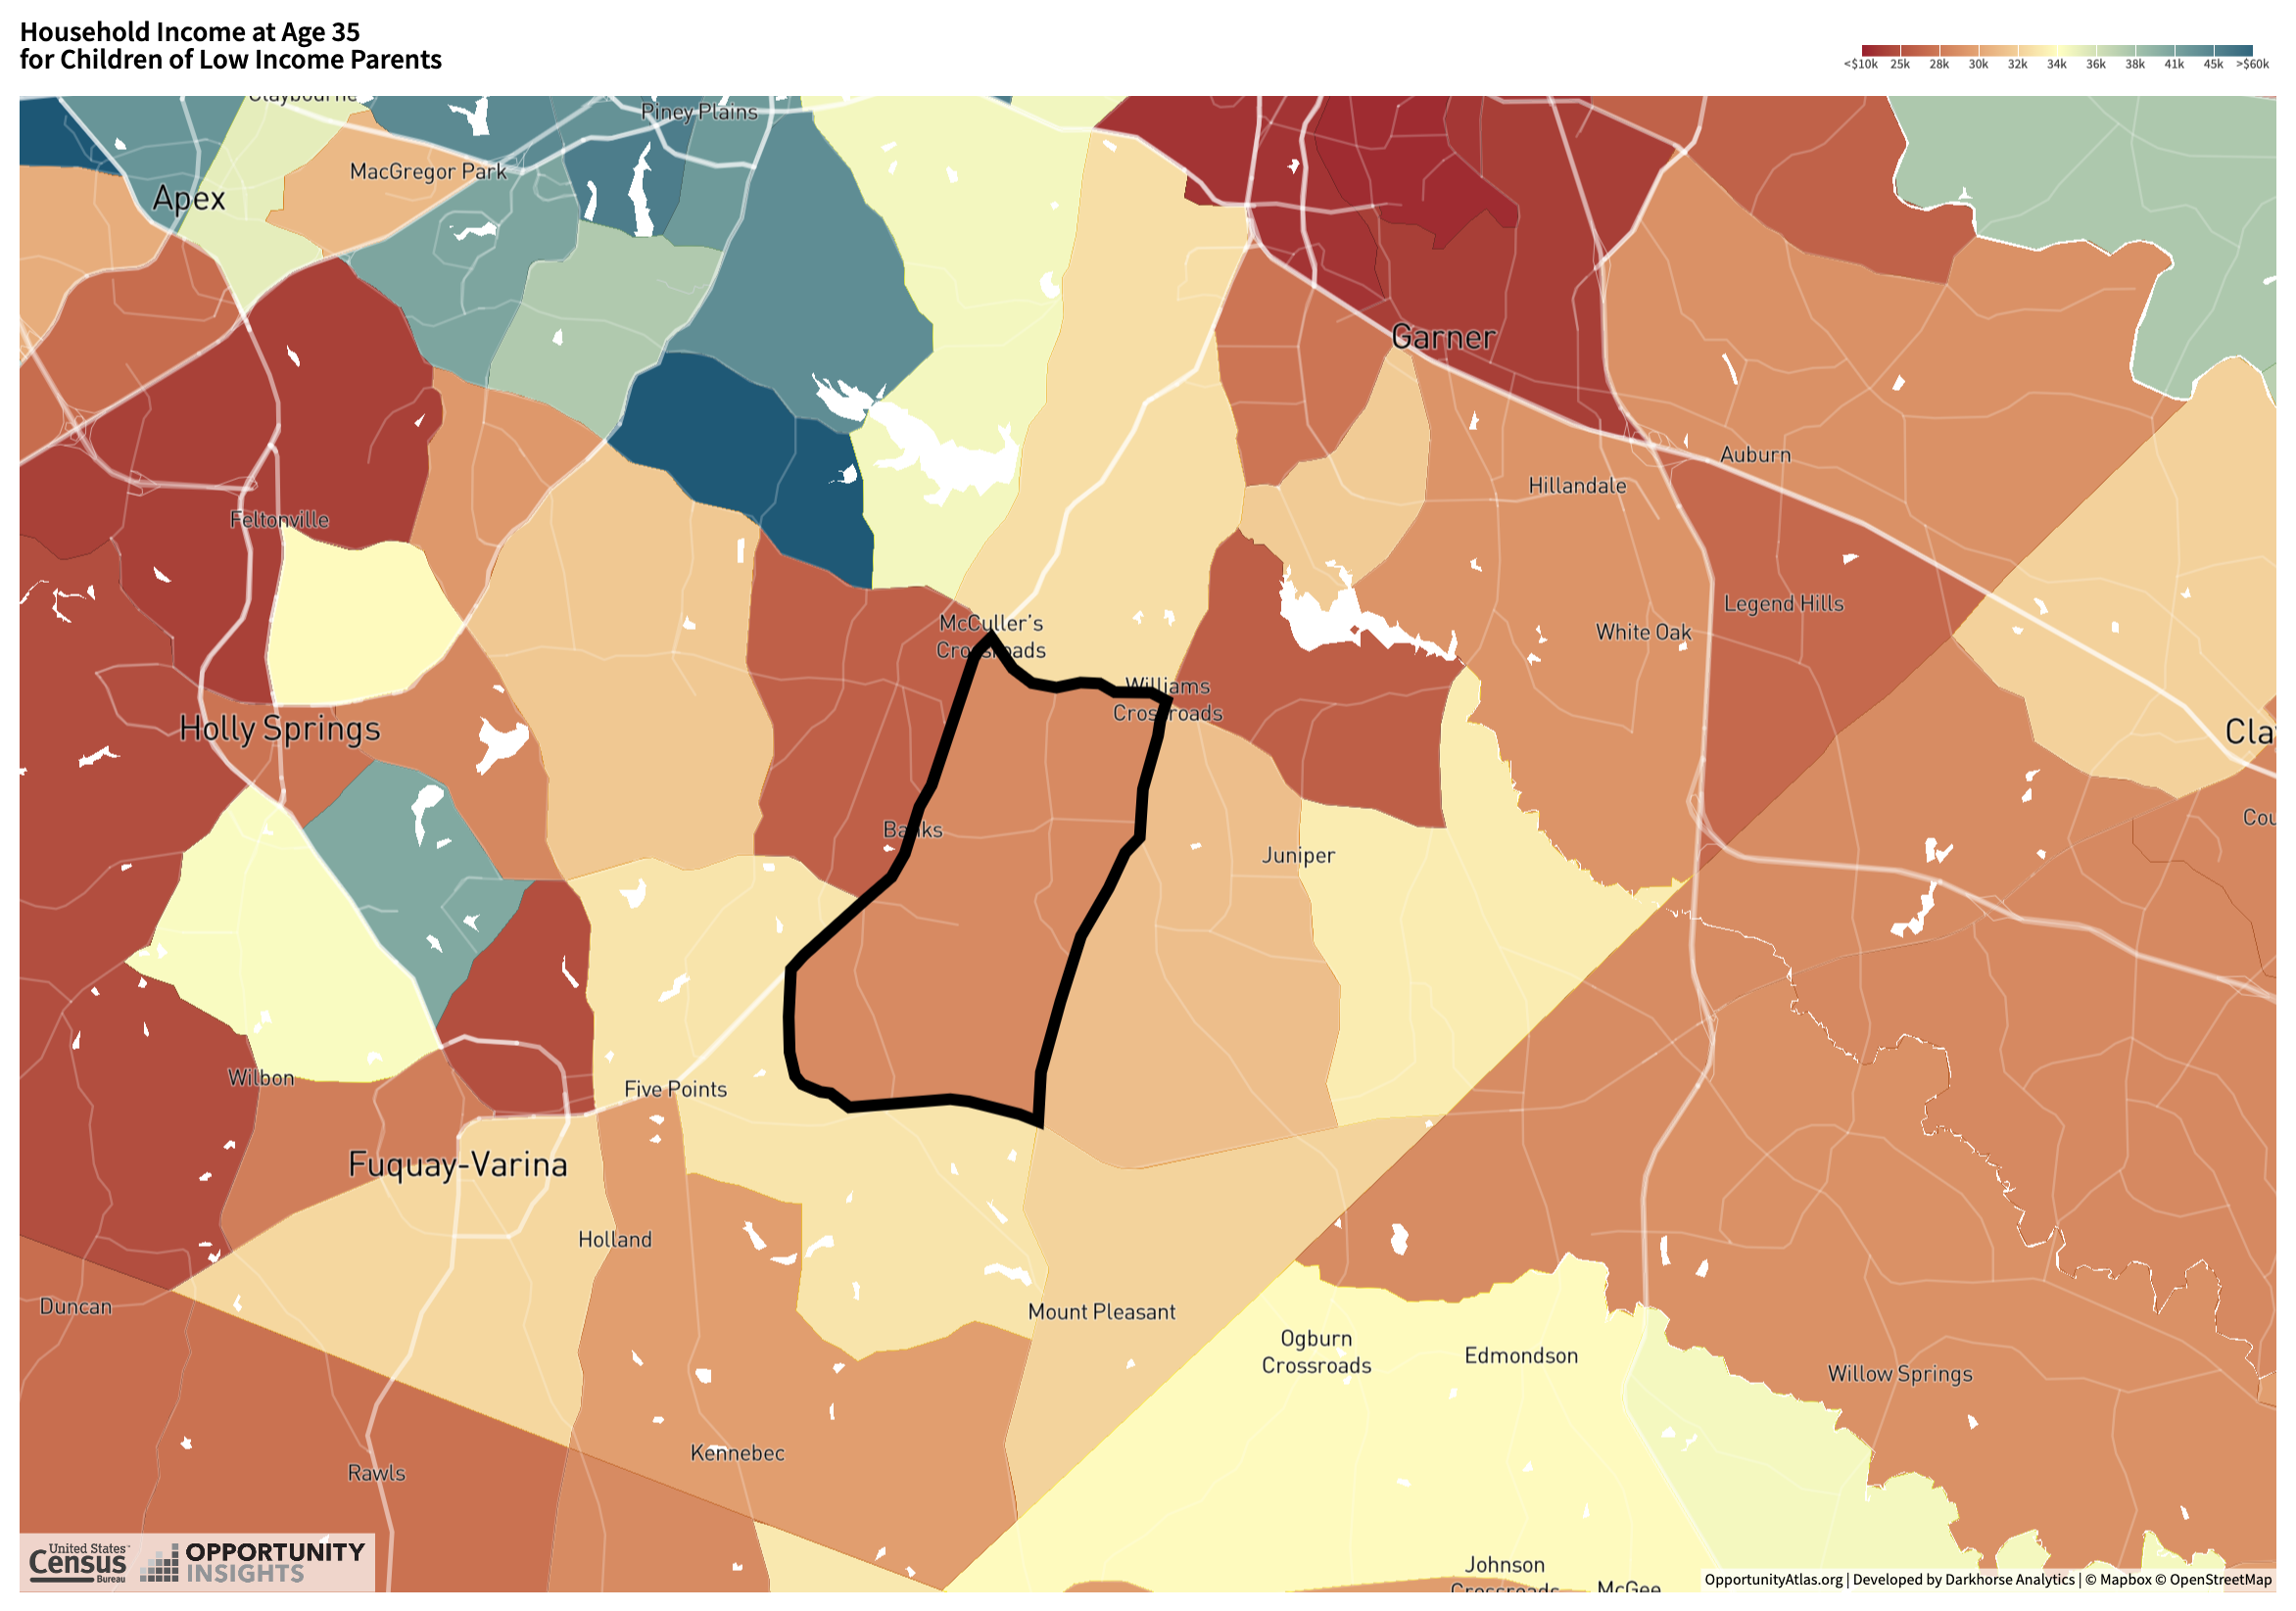 Household Income at Age 35
for Children of Low Income Parents
<$10k 25k 28k 30k 32k 34k 36k 38k 41k 45k >$60k
Claybourne
Piney Plains
MacGregor Park
Apex
Garner
Auburn
Hillandale
Feltonville
Legend Hills
McCuller's
Crossroads
White Oak
Williams
Crossroads
Holly Springs
Cla
Cou
Banks
Juniper
Wilbon
Five Points
Fuquay-Varina
Holland
Duncan
Mount Pleasant
Ogburn
Crossroads
Edmondson
Willow Springs
Kennebec
Rawls
United States™
Census
Bureau
OPPORTUNITY
INSIGHTS
Johnson
Crossroads
McGee
OpportunityAtlas.org | Developed by Darkhorse Analytics | © Mapbox © OpenStreetMap